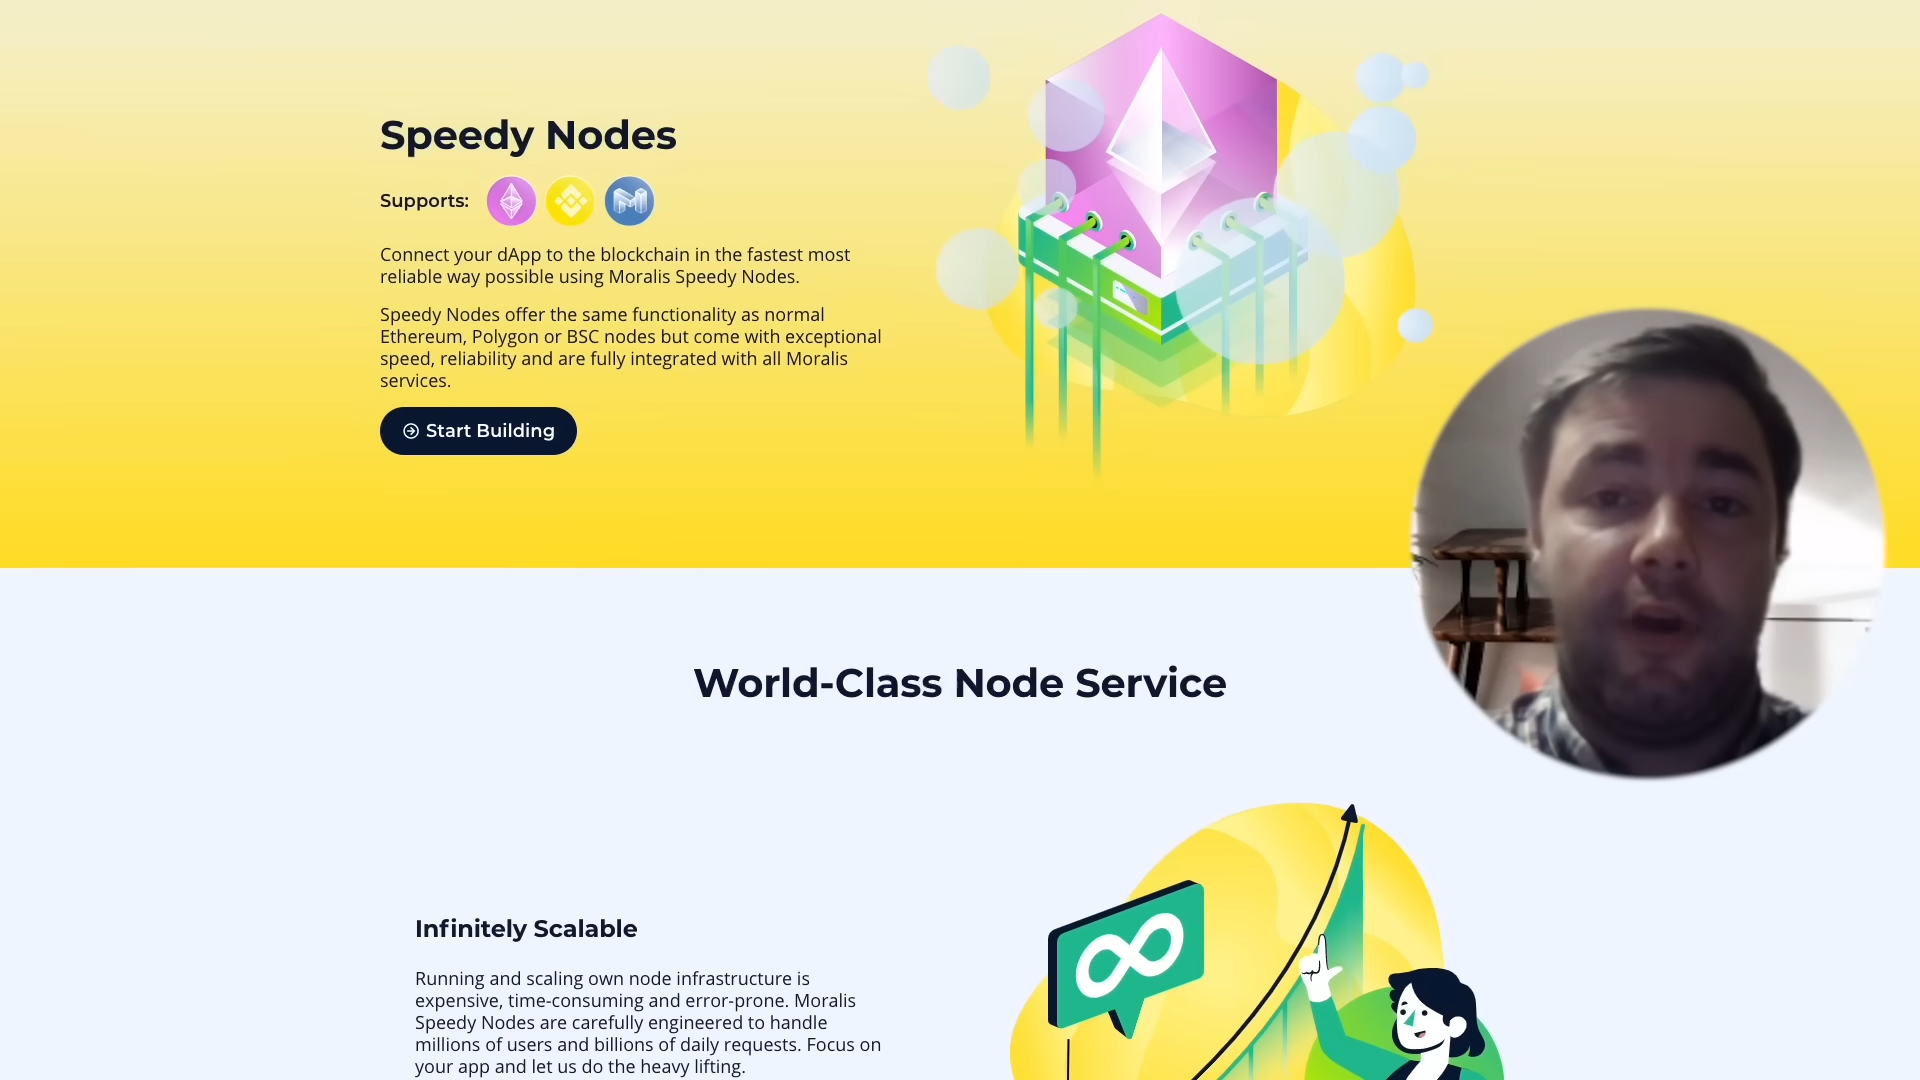 Speedy Nodes
Supports:
Connect your dApp to the blockchain in the fastest most
reliable way possible using Moralis Speedy Nodes.
Speedy Nodes offer the same functionality as normal
Ethereum, Polygon or BSC nodes but come with exceptional
speed, reliability and are fully integrated with all Moralis
services.
Start Building
World-Class Node Service
Infinitely Scalable
Running and scaling own node infrastructure is
expensive, time-consuming and error-prone. Moralis
Speedy Nodes are carefully engineered to handle
millions of users and billions of daily requests. Focus on
your app and let us do the heavy lifting.